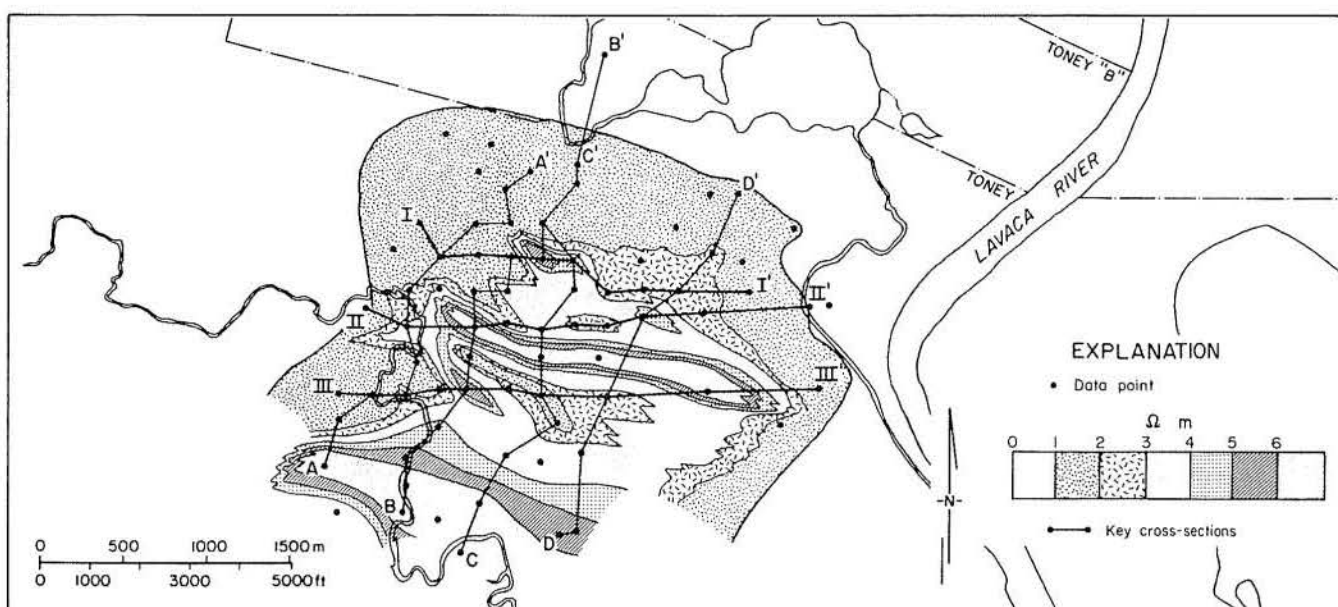 B'
TONEY "B"
A'
C'
D'
TONEY
LAVACA RIVER
I
I'
II'
II
EXPLANATION
Data point
III
III'
Ω m
0 1 2 3 4 5 6
A
B
-N-
Key cross-sections
C
D
0 500 1000 1500 m
0 1000 3000 5000 ft